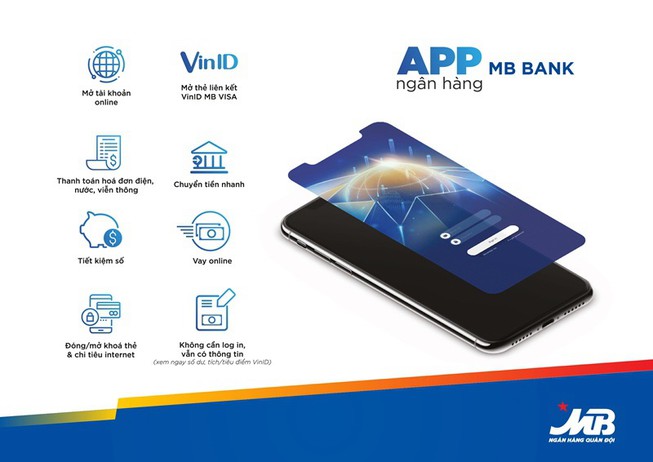 APP MB BANK
ngân hàng
Mở tài khoản
online
VinID
Mở thẻ liên kết
VinID MB VISA
Thanh toán hoá đơn điện,
nước, viễn thông
Chuyển tiền nhanh
Tiết kiệm số
Vay online
Đóng/mở khoá thẻ
& chi tiêu internet
Không cần log in,
vẫn có thông tin
(xem ngay số dư, tích/tiêu điểm VinID)
MB
NGÂN HÀNG QUÂN ĐỘI